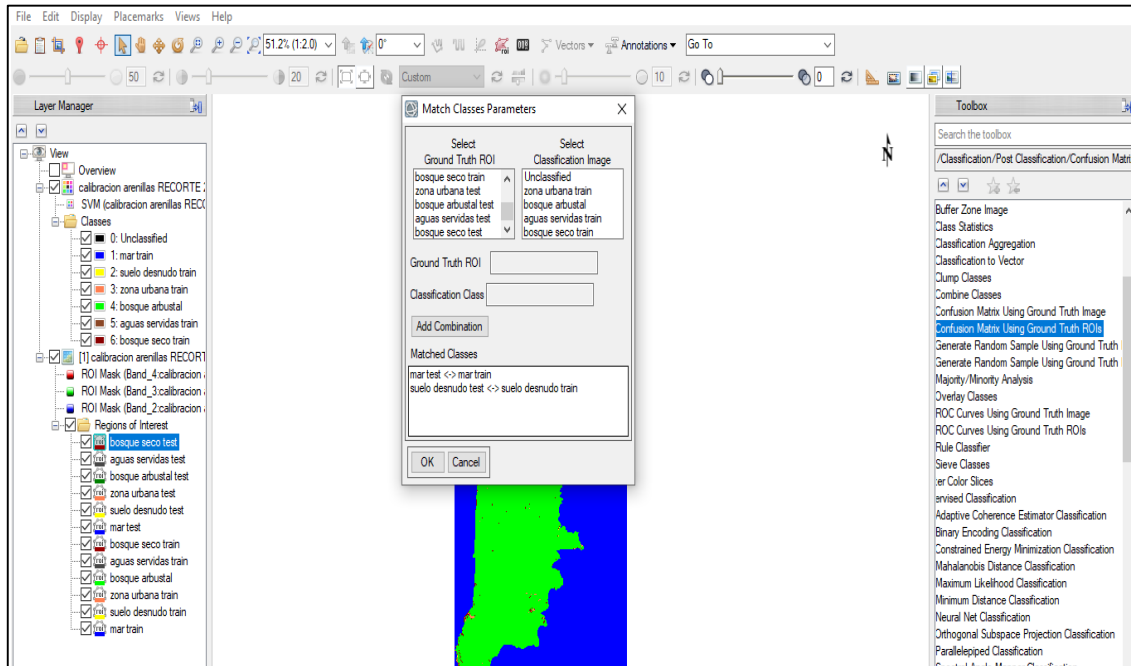 File Edit Display Placemarks Views Help
51.2% (1:2.0) 0° Vectors Annotations Go To
50 20 Custom 10 0
Layer Manager
View
Overview
calibracion arenillas RECORTE 2
SVM (calibracion arenillas RECO
Classes
0: Unclassified
1: mar train
2: suelo desnudo train
3: zona urbana train
4: bosque arbustal
5: aguas servidas train
6: bosque seco train
[1] calibracion arenillas RECORT
ROI Mask (Band_4:calibracion
ROI Mask (Band_3:calibracion
ROI Mask (Band_2:calibracion
Regions of Interest
bosque seco test
aguas servidas test
bosque arbustal test
zona urbana test
suelo desnudo test
mar test
bosque seco train
aguas servidas train
bosque arbustal
zona urbana train
suelo desnudo train
mar train
Match Classes Parameters
Select
Ground Truth ROI
bosque seco train
zona urbana test
bosque arbustal test
aguas servidas test
bosque seco test
Select
Classification Image
Unclassified
zona urbana train
bosque arbustal
aguas servidas train
bosque seco train
Ground Truth ROI
Classification Class
Add Combination
Matched Classes
mar test <-> mar train
suelo desnudo test <-> suelo desnudo train
OK Cancel
N
Toolbox
Search the toolbox
/Classification/Post Classification/Confusion Matri
Buffer Zone Image
Class Statistics
Classification Aggregation
Classification to Vector
Clump Classes
Combine Classes
Confusion Matrix Using Ground Truth Image
Confusion Matrix Using Ground Truth ROIs
Generate Random Sample Using Ground Truth
Generate Random Sample Using Ground Truth
Majority/Minority Analysis
Overlay Classes
ROC Curves Using Ground Truth Image
ROC Curves Using Ground Truth ROIs
Rule Classifier
Sieve Classes
er Color Slices
ervised Classification
Adaptive Coherence Estimator Classification
Binary Encoding Classification
Constrained Energy Minimization Classification
Mahalanobis Distance Classification
Maximum Likelihood Classification
Minimum Distance Classification
Neural Net Classification
Orthogonal Subspace Projection Classification
Parallelepiped Classification